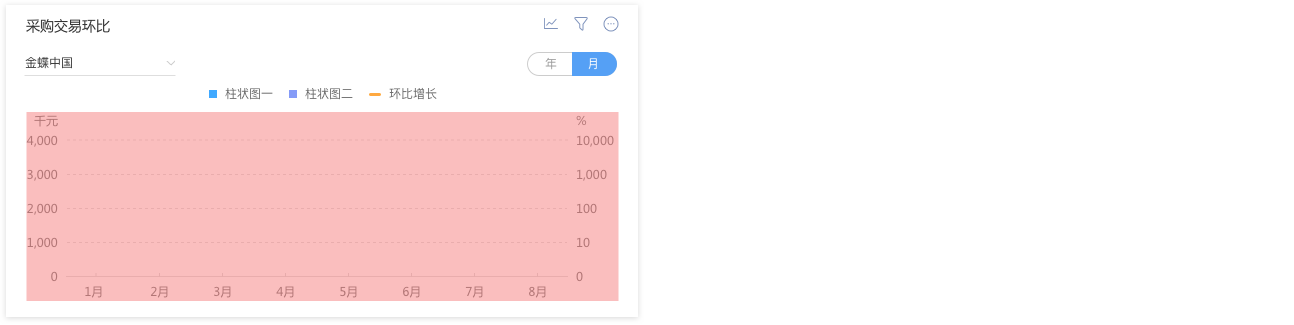 采购交易环比
金蝶中国
年 月
柱状图一 柱状图二 环比增长
千元 %
4,000 10,000
3,000 1,000
2,000 100
1,000 10
0 0
1月 2月 3月 4月 5月 6月 7月 8月